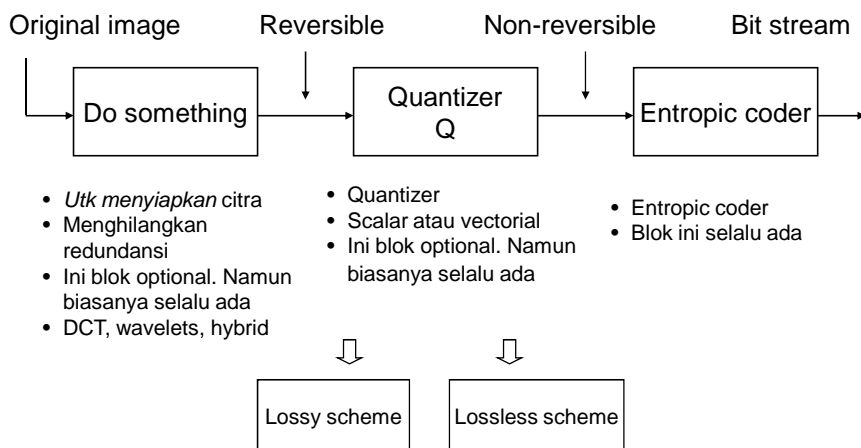 Original image
Reversible
Non-reversible
Bit stream
Do something
Quantizer
Q
Entropic coder
• Utk menyiapkan citra
• Menghilangkan
redundansi
• Ini blok optional. Namun
biasanya selalu ada
• DCT, wavelets, hybrid
• Quantizer
• Scalar atau vectorial
• Ini blok optional. Namun
biasanya selalu ada
• Entropic coder
• Blok ini selalu ada
Lossy scheme
Lossless scheme